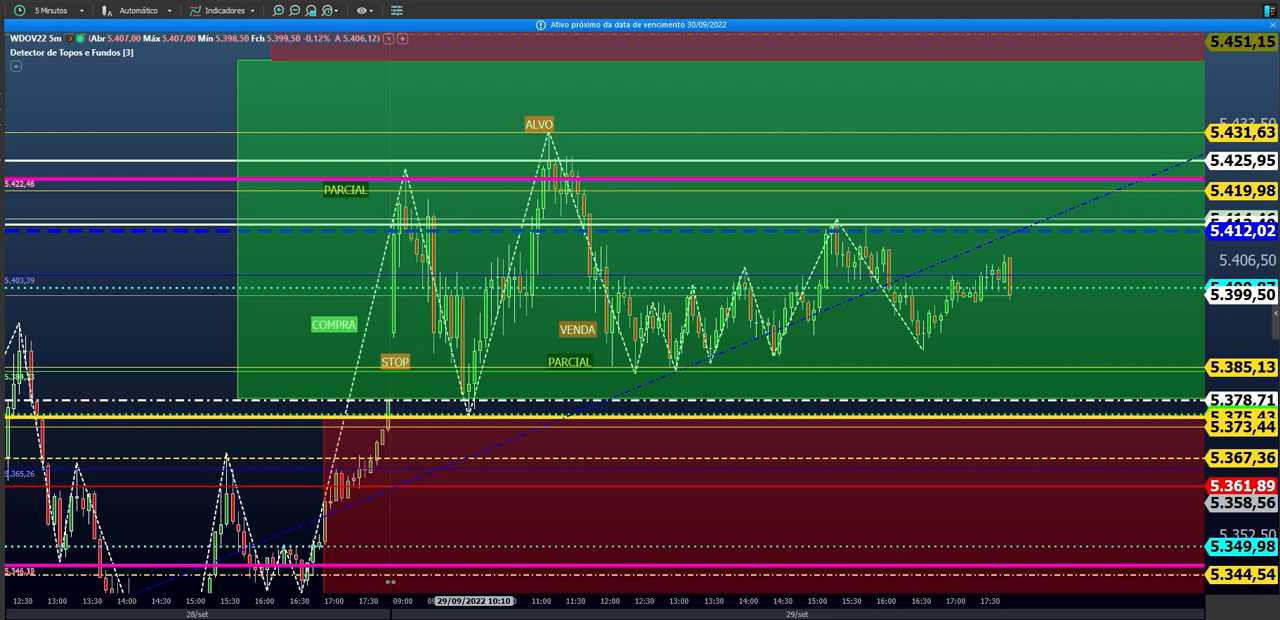 5 Minutos Automático Indicadores
Ativo próximo da data de vencimento 30/09/2022
WDOV22 5m (Abr 5.407,00 Máx 5.407,00 Mín 5.398,50 Fch 5.399,50 -0,12% A 5.406,12)
Detector de Topos e Fundos [3]
5.451,15
ALVO
5.431,63
5.425,95
5.422,46
PARCIAL
5.419,98
5.412,02
5.406,50
5.403,39
5.399,50
COMPRA
VENDA
STOP
PARCIAL
5.385,13
5.378,71
5.375,43
5.373,44
5.367,36
5.365,26
5.361,89
5.358,56
5.352,50
5.349,98
5.344,54
12:30 13:00 13:30 14:00 14:30 15:00 15:30 16:00 16:30 17:00 17:30 09:00 29/09/2022 10:10 11:00 11:30 12:00 12:30 13:00 13:30 14:00 14:30 15:00 15:30 16:00 16:30 17:00 17:30
28/set 29/set